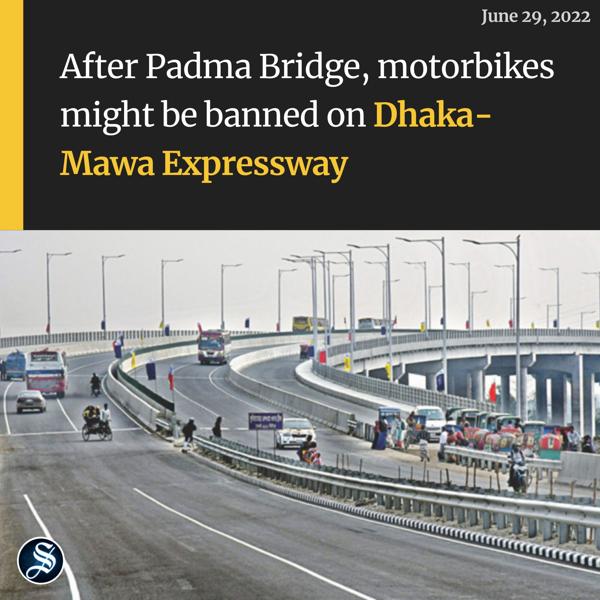 June 29, 2022
After Padma Bridge, motorbikes
might be banned on Dhaka-
Mawa Expressway
S